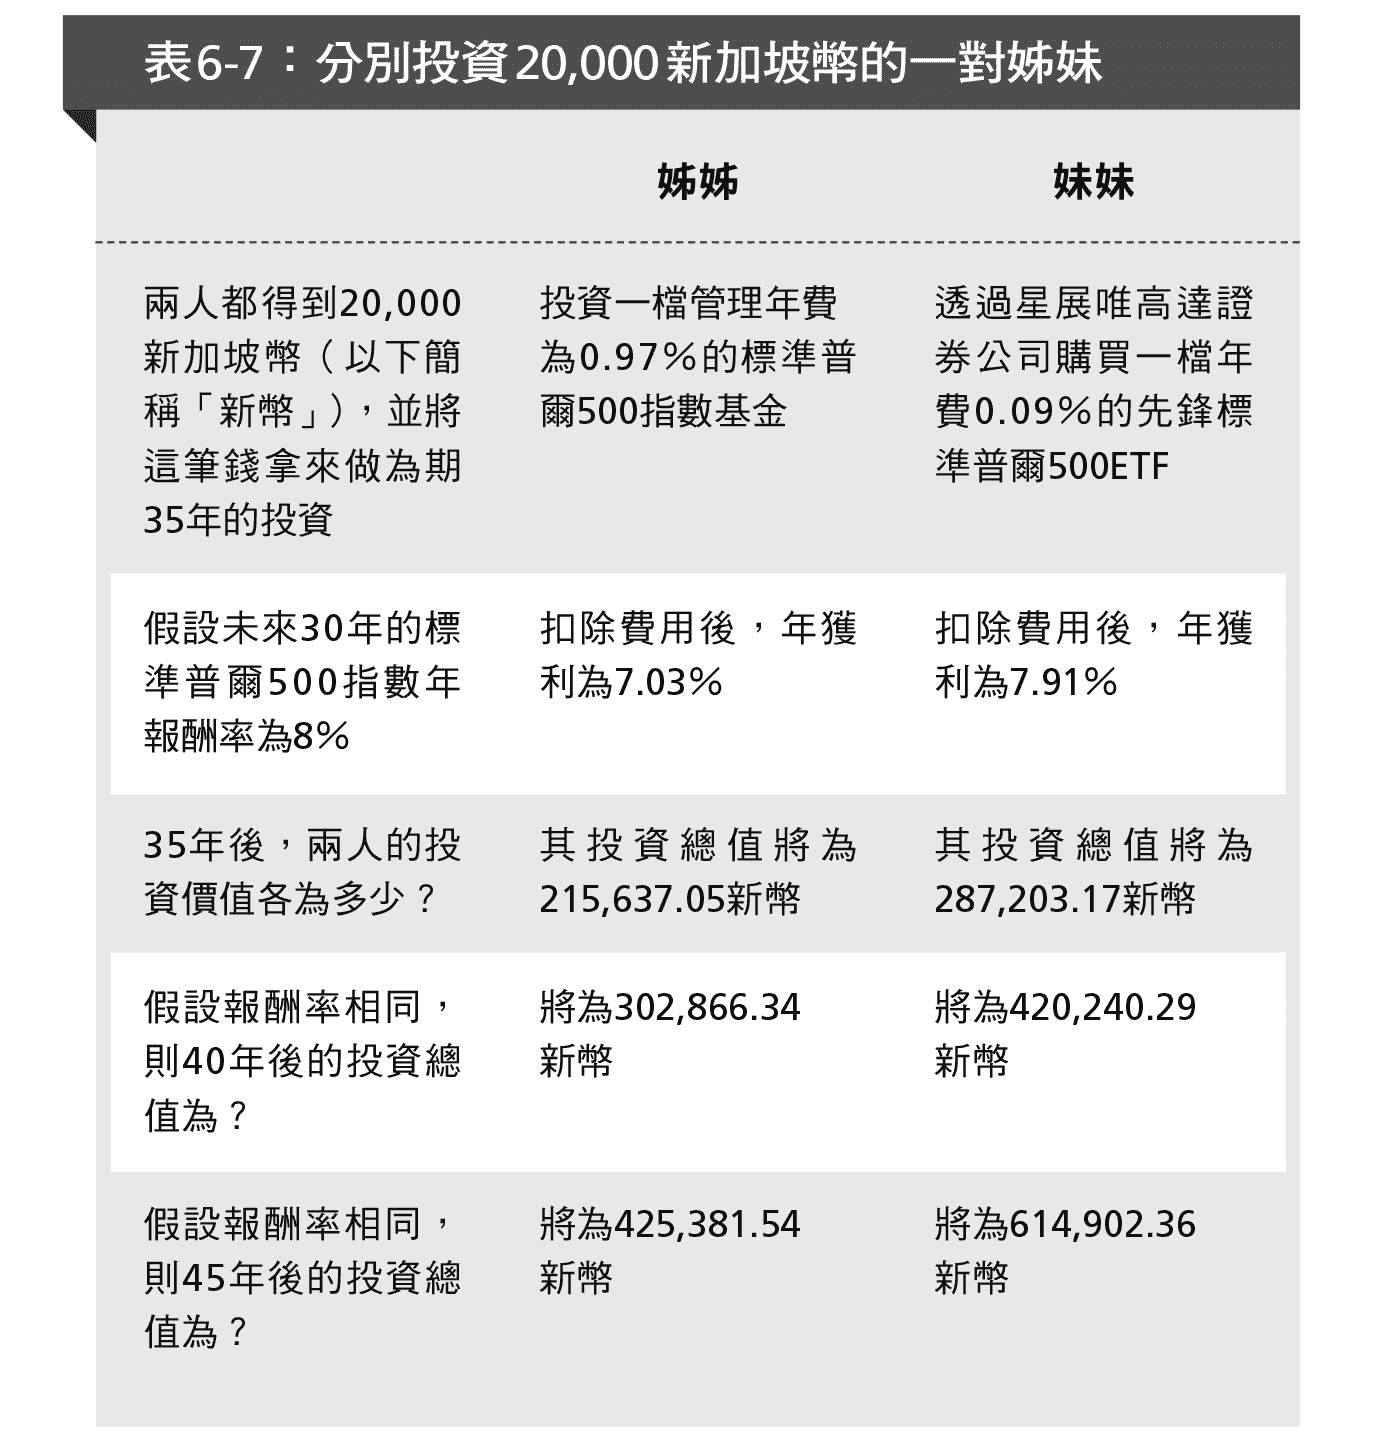 表6-7：分別投資20,000新加坡幣的一對姊妹
姊姊
妹妹
兩人都得到20,000
新加坡幣（以下簡
稱「新幣」），並將
這筆錢拿來做為期
35年的投資
投資一檔管理年費
為0.97%的標準普
爾500指數基金
透過星展唯高達證
券公司購買一檔年
費0.09%的先鋒標
準普爾500ETF
假設未來30年的標
準普爾500指數年
報酬率為8%
扣除費用後，年獲
利為7.03%
扣除費用後，年獲
利為7.91%
35年後，兩人的投
資價值各為多少？
其投資總值將為
215,637.05新幣
其投資總值將為
287,203.17新幣
假設報酬率相同，
則40年後的投資總
值為？
將為302,866.34
新幣
將為420,240.29
新幣
假設報酬率相同，
則45年後的投資總
值為？
將為425,381.54
新幣
將為614,902.36
新幣